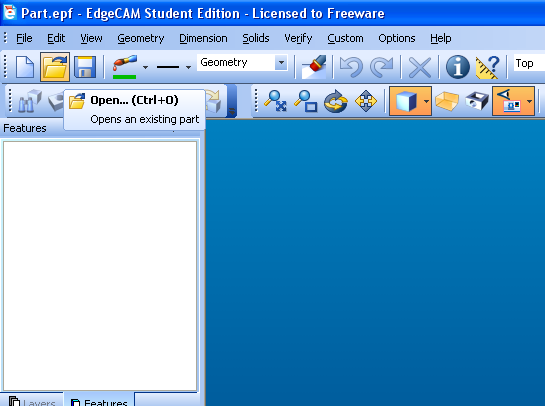 Part.epf - EdgeCAM Student Edition - Licensed to Freeware
File Edit View Geometry Dimension Solids Verify Custom Options Help
Geometry Top
Open... (Ctrl+O)
Opens an existing part
Features
Layers Features